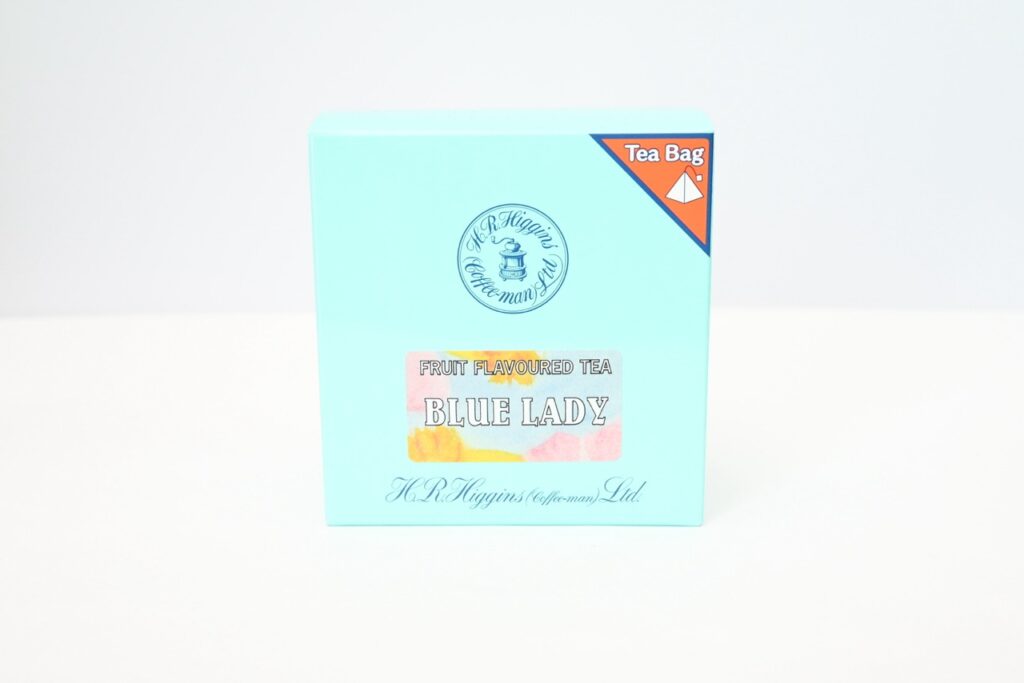 Tea Bag
H.R.Higgins
(Coffee-man) Ltd
FRUIT FLAVOURED TEA
BLUE LADY
H.R.Higgins (Coffee-man) Ltd.